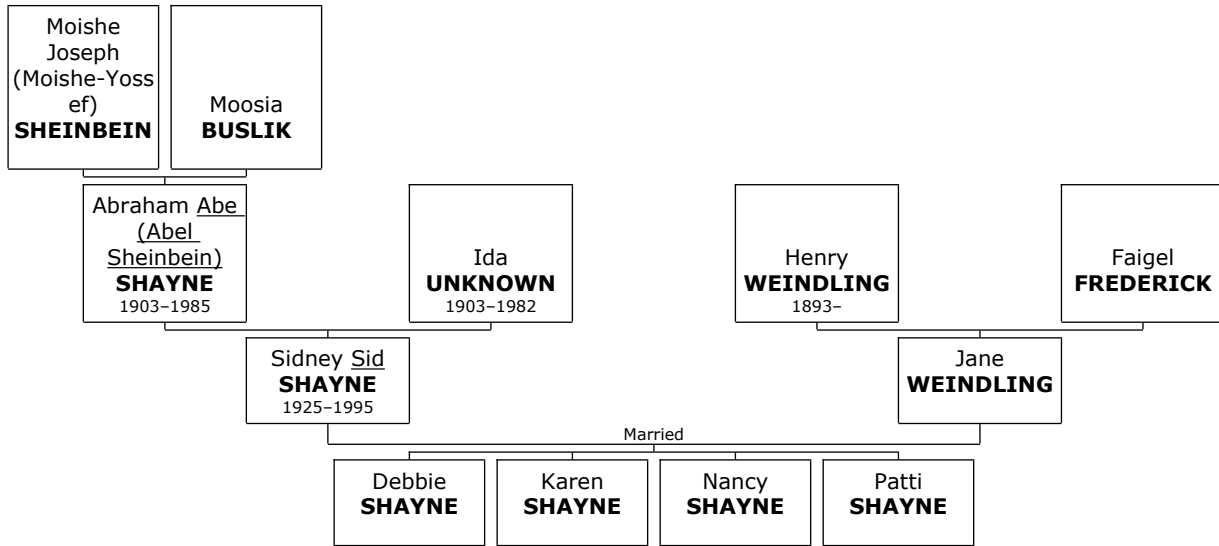 Moishe
Joseph
(Moishe-Yoss
ef)
SHEINBEIN
Moosia
BUSLIK
Abraham Abe
(Abel
Sheinbein)
SHAYNE
1903–1985
Ida
UNKNOWN
1903–1982
Henry
WEINDLING
1893–
Faigel
FREDERICK
Sidney Sid
SHAYNE
1925–1995
Jane
WEINDLING
Married
Debbie
SHAYNE
Karen
SHAYNE
Nancy
SHAYNE
Patti
SHAYNE